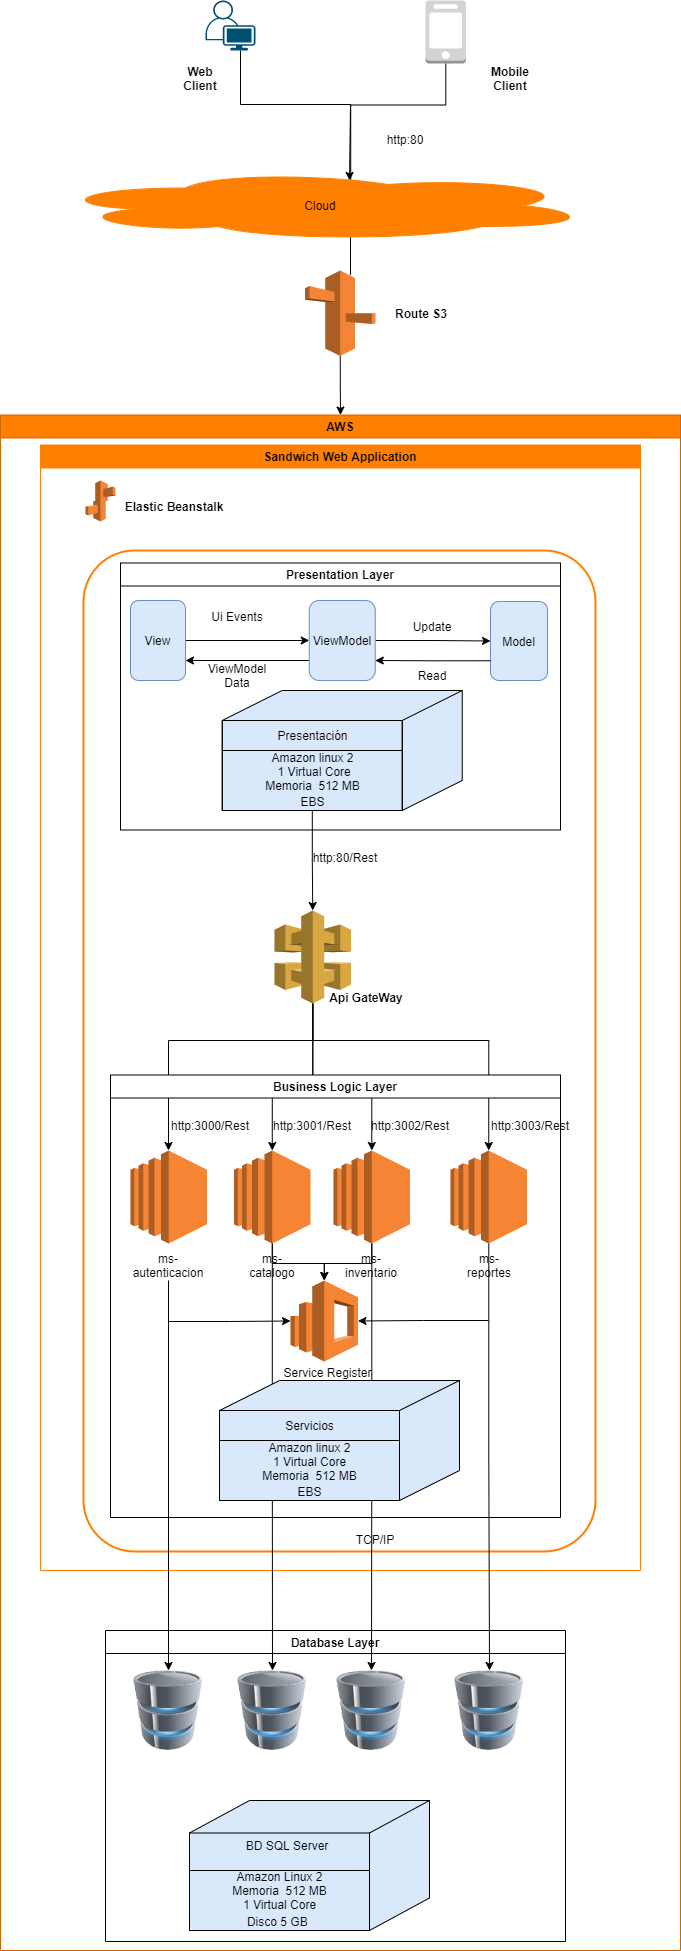 Web
Client
Mobile
Client
http:80
Cloud
Route S3
AWS
Sandwich Web Application
Elastic Beanstalk
Presentation Layer
View
Ui Events
ViewModel
Update
Model
ViewModel
Data
Read
Presentación
Amazon linux 2
1 Virtual Core
Memoria 512 MB
EBS
http:80/Rest
Api GateWay
Business Logic Layer
http:3000/Rest
http:3001/Rest
http:3002/Rest
http:3003/Rest
ms-
autenticacion
ms-
catalogo
ms-
inventario
ms-
reportes
Service Register
Servicios
Amazon linux 2
1 Virtual Core
Memoria 512 MB
EBS
TCP/IP
Database Layer
BD SQL Server
Amazon Linux 2
Memoria 512 MB
1 Virtual Core
Disco 5 GB